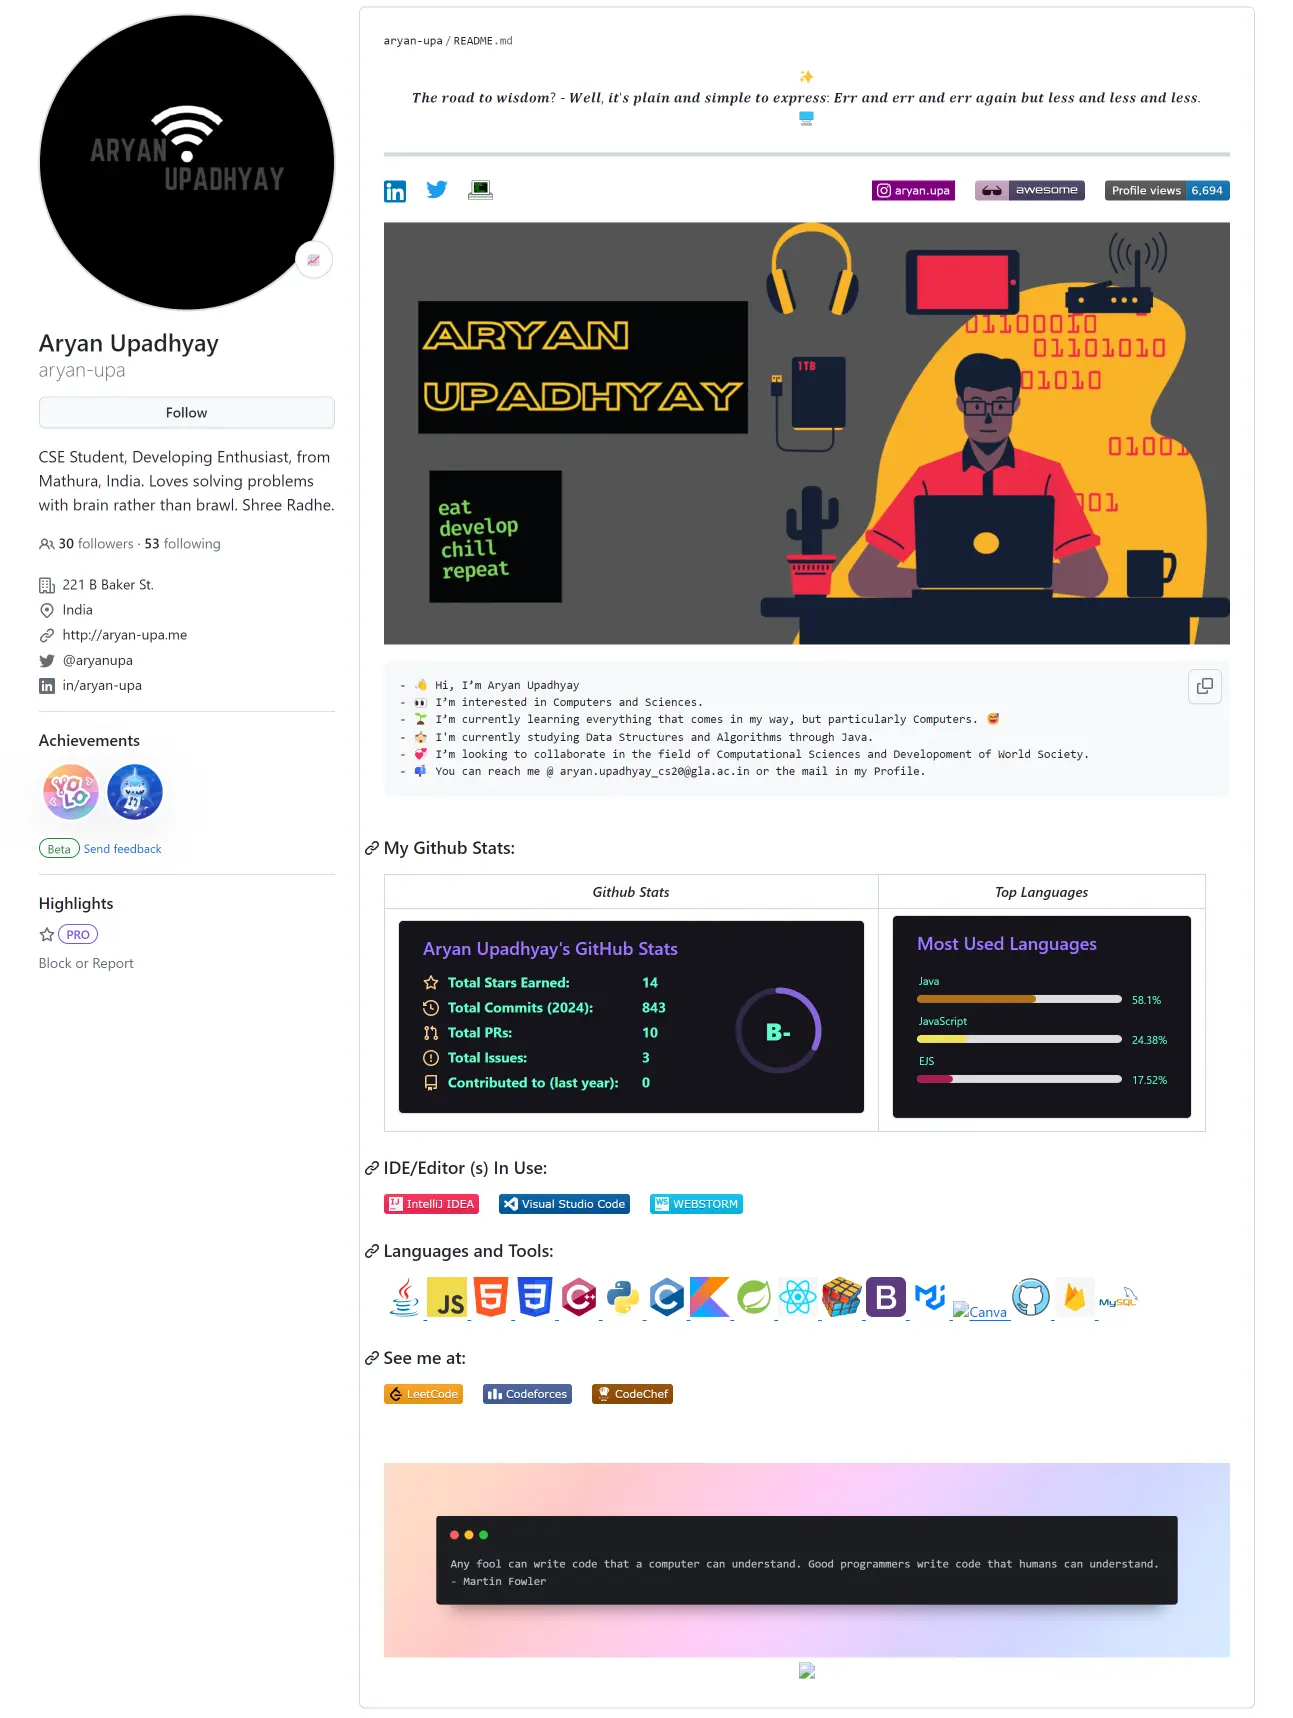 ARYAN
UPADHYAY
Aryan Upadhyay
aryan-upa
Follow
CSE Student, Developing Enthusiast, from
Mathura, India. Loves solving problems
with brain rather than brawl. Shree Radhe.
30 followers · 53 following
221 B Baker St.
India
http://aryan-upa.me
@aryanupa
in/aryan-upa
Achievements
YOLO
Beta Send feedback
Highlights
PRO
Block or Report
aryan-upa / README.md
The road to wisdom? - Well, it's plain and simple to express: Err and err and err again but less and less and less.
in
aryan.upa
awesome
Profile views 6,694
ARYAN
UPADHYAY
1TB
01100010
01101010
01010
01001
001
eat
develop
chill
repeat
- 👋 Hi, I’m Aryan Upadhyay
- 👀 I’m interested in Computers and Sciences.
- 🌱 I’m currently learning everything that comes in my way, but particularly Computers. 😅
- 🏫 I'm currently studying Data Structures and Algorithms through Java.
- 💞️ I’m looking to collaborate in the field of Computational Sciences and Developoment of World Society.
- 📫 You can reach me @ aryan.upadhyay_cs20@gla.ac.in or the mail in my Profile.
My Github Stats:
Github Stats
Top Languages
Aryan Upadhyay's GitHub Stats
Total Stars Earned: 14
Total Commits (2024): 843
Total PRs: 10
Total Issues: 3
Contributed to (last year): 0
B-
Most Used Languages
Java
58.1%
JavaScript
24.38%
EJS
17.52%
IDE/Editor (s) In Use:
IJ IntelliJ IDEA
Visual Studio Code
WS WEBSTORM
Languages and Tools:
JS
B
Canva
MySQL
See me at:
LeetCode
Codeforces
CodeChef
Any fool can write code that a computer can understand. Good programmers write code that humans can understand.
- Martin Fowler